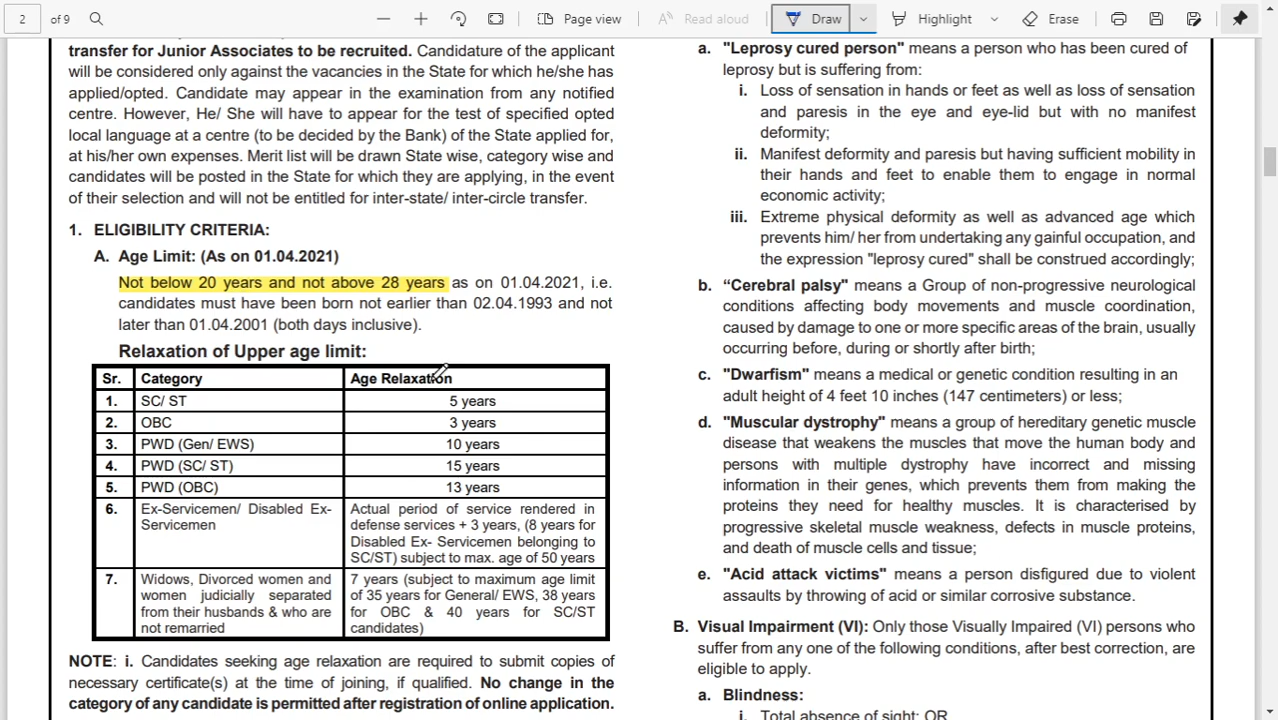 2 of 9
Page view
Read aloud
Draw
Highlight
Erase
transfer for Junior Associates to be recruited. Candidature of the applicant
will be considered only against the vacancies in the State for which he/she has
applied/opted. Candidate may appear in the examination from any notified
centre. However, He/ She will have to appear for the test of specified opted
local language at a centre (to be decided by the Bank) of the State applied for,
at his/her own expenses. Merit list will be drawn State wise, category wise and
candidates will be posted in the State for which they are applying, in the event
of their selection and will not be entitled for inter-state/ inter-circle transfer.
1. ELIGIBILITY CRITERIA:
A. Age Limit: (As on 01.04.2021)
Not below 20 years and not above 28 years as on 01.04.2021, i.e.
candidates must have been born not earlier than 02.04.1993 and not
later than 01.04.2001 (both days inclusive).
Relaxation of Upper age limit:
Sr. Category Age Relaxation
1. SC/ ST 5 years
2. OBC 3 years
3. PWD (Gen/ EWS) 10 years
4. PWD (SC/ ST) 15 years
5. PWD (OBC) 13 years
6. Ex-Servicemen/ Disabled Ex-
Servicemen
Actual period of service rendered in
defense services + 3 years, (8 years for
Disabled Ex- Servicemen belonging to
SC/ST) subject to max. age of 50 years
7. Widows, Divorced women and
women judicially separated
from their husbands & who are
not remarried
7 years (subject to maximum age limit
of 35 years for General/ EWS, 38 years
for OBC & 40 years for SC/ST
candidates)
NOTE: i. Candidates seeking age relaxation are required to submit copies of
necessary certificate(s) at the time of joining, if qualified. No change in the
category of any candidate is permitted after registration of online application.
a. "Leprosy cured person" means a person who has been cured of
leprosy but is suffering from:
i. Loss of sensation in hands or feet as well as loss of sensation
and paresis in the eye and eye-lid but with no manifest
deformity;
ii. Manifest deformity and paresis but having sufficient mobility in
their hands and feet to enable them to engage in normal
economic activity;
iii. Extreme physical deformity as well as advanced age which
prevents him/ her from undertaking any gainful occupation, and
the expression "leprosy cured" shall be construed accordingly;
b. “Cerebral palsy" means a Group of non-progressive neurological
conditions affecting body movements and muscle coordination,
caused by damage to one or more specific areas of the brain, usually
occurring before, during or shortly after birth;
c. "Dwarfism" means a medical or genetic condition resulting in an
adult height of 4 feet 10 inches (147 centimeters) or less;
d. "Muscular dystrophy" means a group of hereditary genetic muscle
disease that weakens the muscles that move the human body and
persons with multiple dystrophy have incorrect and missing
information in their genes, which prevents them from making the
proteins they need for healthy muscles. It is characterised by
progressive skeletal muscle weakness, defects in muscle proteins,
and death of muscle cells and tissue;
e. "Acid attack victims" means a person disfigured due to violent
assaults by throwing of acid or similar corrosive substance.
B. Visual Impairment (VI): Only those Visually Impaired (VI) persons who
suffer from any one of the following conditions, after best correction, are
eligible to apply.
a. Blindness:
i. Total absence of sight; OR